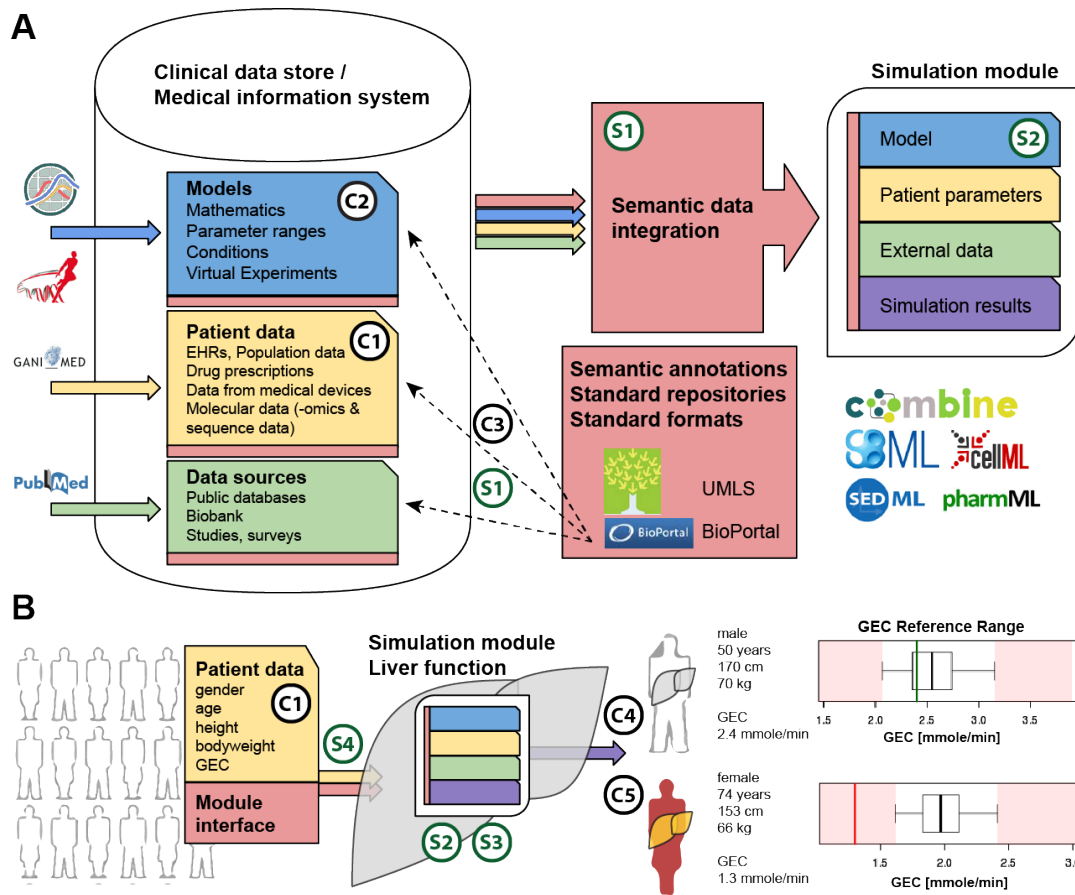 A
Clinical data store /
Medical information system
Models
Mathematics
Parameter ranges
Conditions
Virtual Experiments
C2
GANI MED
Patient data
EHRs, Population data
Drug prescriptions
Data from medical devices
Molecular data (-omics &
sequence data)
C1
PubMed
Data sources
Public databases
Biobank
Studies, surveys
C3
S1
S1
Semantic data
integration
Semantic annotations
Standard repositories
Standard formats
UMLS
BioPortal
BioPortal
Simulation module
Model
S2
Patient parameters
External data
Simulation results
combine
SBML
cellML
SED ML
pharmML
B
Patient data
gender
age
height
bodyweight
GEC
C1
Module
interface
S4
Simulation module
Liver function
S2
S3
C4
C5
male
50 years
170 cm
70 kg
GEC
2.4 mmole/min
female
74 years
153 cm
66 kg
GEC
1.3 mmole/min
GEC Reference Range
1.5 2.0 2.5 3.0 3.5
GEC [mmole/min]
1.5 2.0 2.5 3.0
GEC [mmole/min]